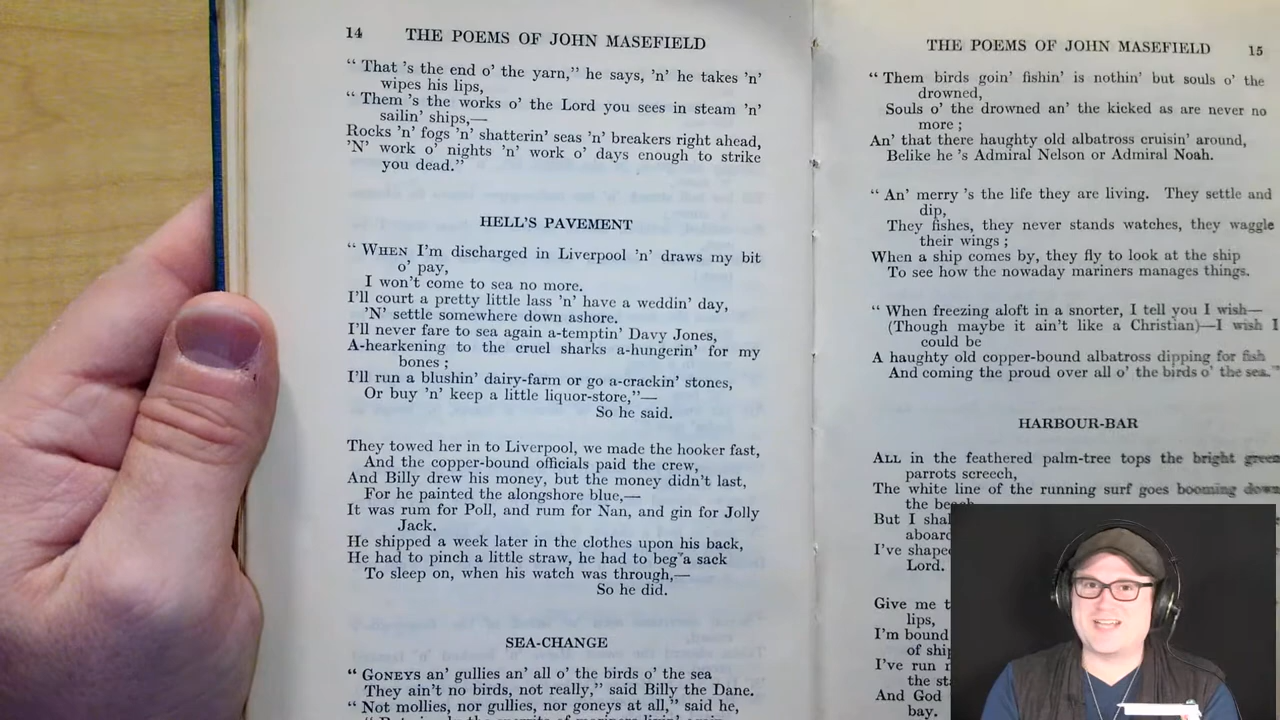 14 THE POEMS OF JOHN MASEFIELD
“ That 's the end o' the yarn,” he says, 'n' he takes 'n'
wipes his lips,
“ Them 's the works o' the Lord you sees in steam 'n'
sailin' ships,—
Rocks 'n' fogs 'n' shatterin' seas 'n' breakers right ahead,
'N' work o' nights 'n' work o' days enough to strike
you dead.”
HELL'S PAVEMENT
“ WHEN I'm discharged in Liverpool 'n' draws my bit
o' pay,
I won't come to sea no more.
I'll court a pretty little lass 'n' have a weddin' day,
'N' settle somewhere down ashore.
I'll never fare to sea again a-temptin' Davy Jones,
A-hearkening to the cruel sharks a-hungerin' for my
bones ;
I'll run a blushin' dairy-farm or go a-crackin' stones,
Or buy 'n' keep a little liquor-store,”—
So he said.
They towed her in to Liverpool, we made the hooker fast,
And the copper-bound officials paid the crew,
And Billy drew his money, but the money didn't last,
For he painted the alongshore blue,—
It was rum for Poll, and rum for Nan, and gin for Jolly
Jack.
He shipped a week later in the clothes upon his back,
He had to pinch a little straw, he had to beg a sack
To sleep on, when his watch was through,—
So he did.
SEA-CHANGE
“ GONEYS an' gullies an' all o' the birds o' the sea
They ain't no birds, not really,” said Billy the Dane.
“ Not mollies, nor gullies, nor goneys at all,” said he,
THE POEMS OF JOHN MASEFIELD 15
“ Them birds goin' fishin' is nothin' but souls o' the
drowned,
Souls o' the drowned an' the kicked as are never no
more ;
An' that there haughty old albatross cruisin' around,
Belike he 's Admiral Nelson or Admiral Noah.
“ An' merry 's the life they are living. They settle and
dip,
They fishes, they never stands watches, they waggle
their wings ;
When a ship comes by, they fly to look at the ship
To see how the nowaday mariners manages things.
“ When freezing aloft in a snorter, I tell you I wish—
(Though maybe it ain't like a Christian)—I wish I
could be
A haughty old copper-bound albatross dipping for fish
And coming the proud over all o' the birds o' the sea.”
HARBOUR-BAR
ALL in the feathered palm-tree tops the bright green
parrots screech,
The white line of the running surf goes booming down
the
But I
I've
Lord.
Give me
lips,
I'm bound
of
I've run
the
And God
bay.